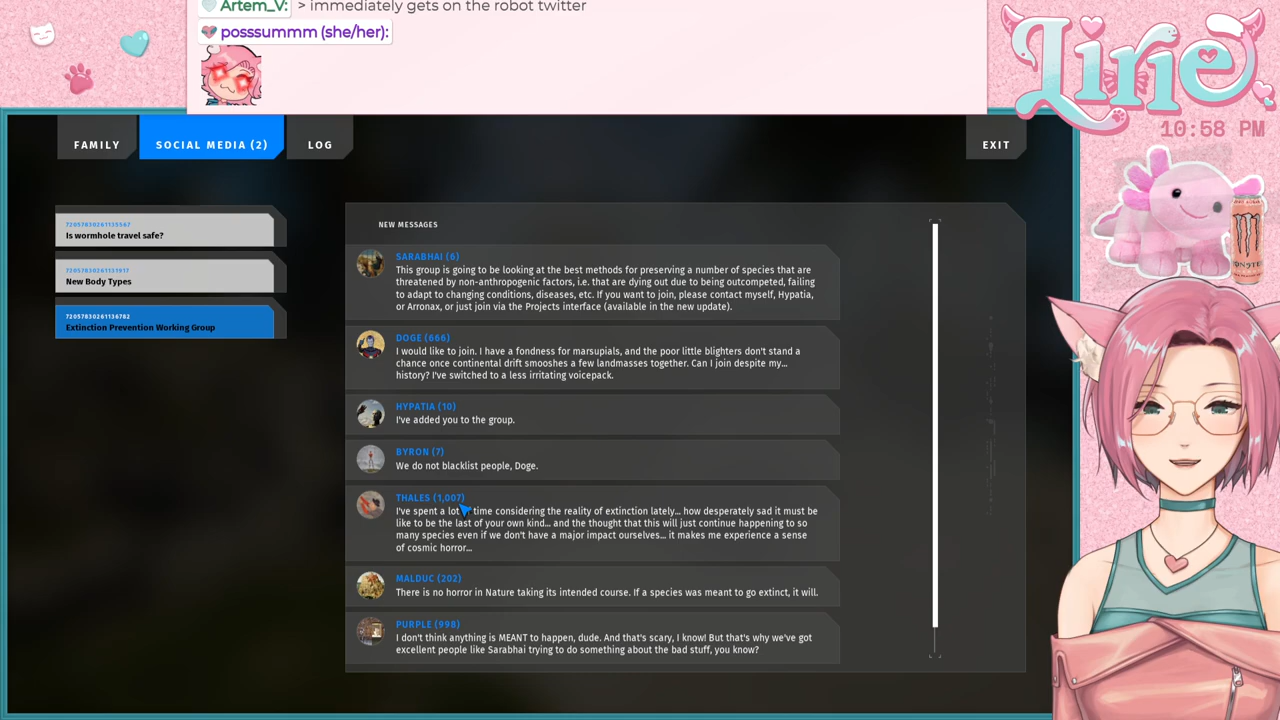 Artem_V: > immediately gets on the robot twitter
posssummm (she/her):
Lirie
10:58 PM
FAMILY
SOCIAL MEDIA (2)
LOG
EXIT
72057830261135567
Is wormhole travel safe?
72057830261131917
New Body Types
72057830261136782
Extinction Prevention Working Group
NEW MESSAGES
SARABHAI (6)
This group is going to be looking at the best methods for preserving a number of species that are
threatened by non-anthropogenic factors, i.e. that are dying out due to being outcompeted, failing
to adapt to changing conditions, diseases, etc. If you want to join, please contact myself, Hypatia,
or Arronax, or just join via the Projects interface (available in the new update).
DOGE (666)
I would like to join. I have a fondness for marsupials, and the poor little blighters don't stand a
chance once continental drift smooshes a few landmasses together. Can I join despite my...
history? I've switched to a less irritating voicepack.
HYPATIA (10)
I've added you to the group.
BYRON (7)
We do not blacklist people, Doge.
THALES (1,007)
I've spent a lot time considering the reality of extinction lately... how desperately sad it must be
like to be the last of your own kind... and the thought that this will just continue happening to so
many species even if we don't have a major impact ourselves... it makes me experience a sense
of cosmic horror...
MALDUC (202)
There is no horror in Nature taking its intended course. If a species was meant to go extinct, it will.
PURPLE (998)
I don't think anything is MEANT to happen, dude. And that's scary, I know! But that's why we've got
excellent people like Sarabhai trying to do something about the bad stuff, you know?